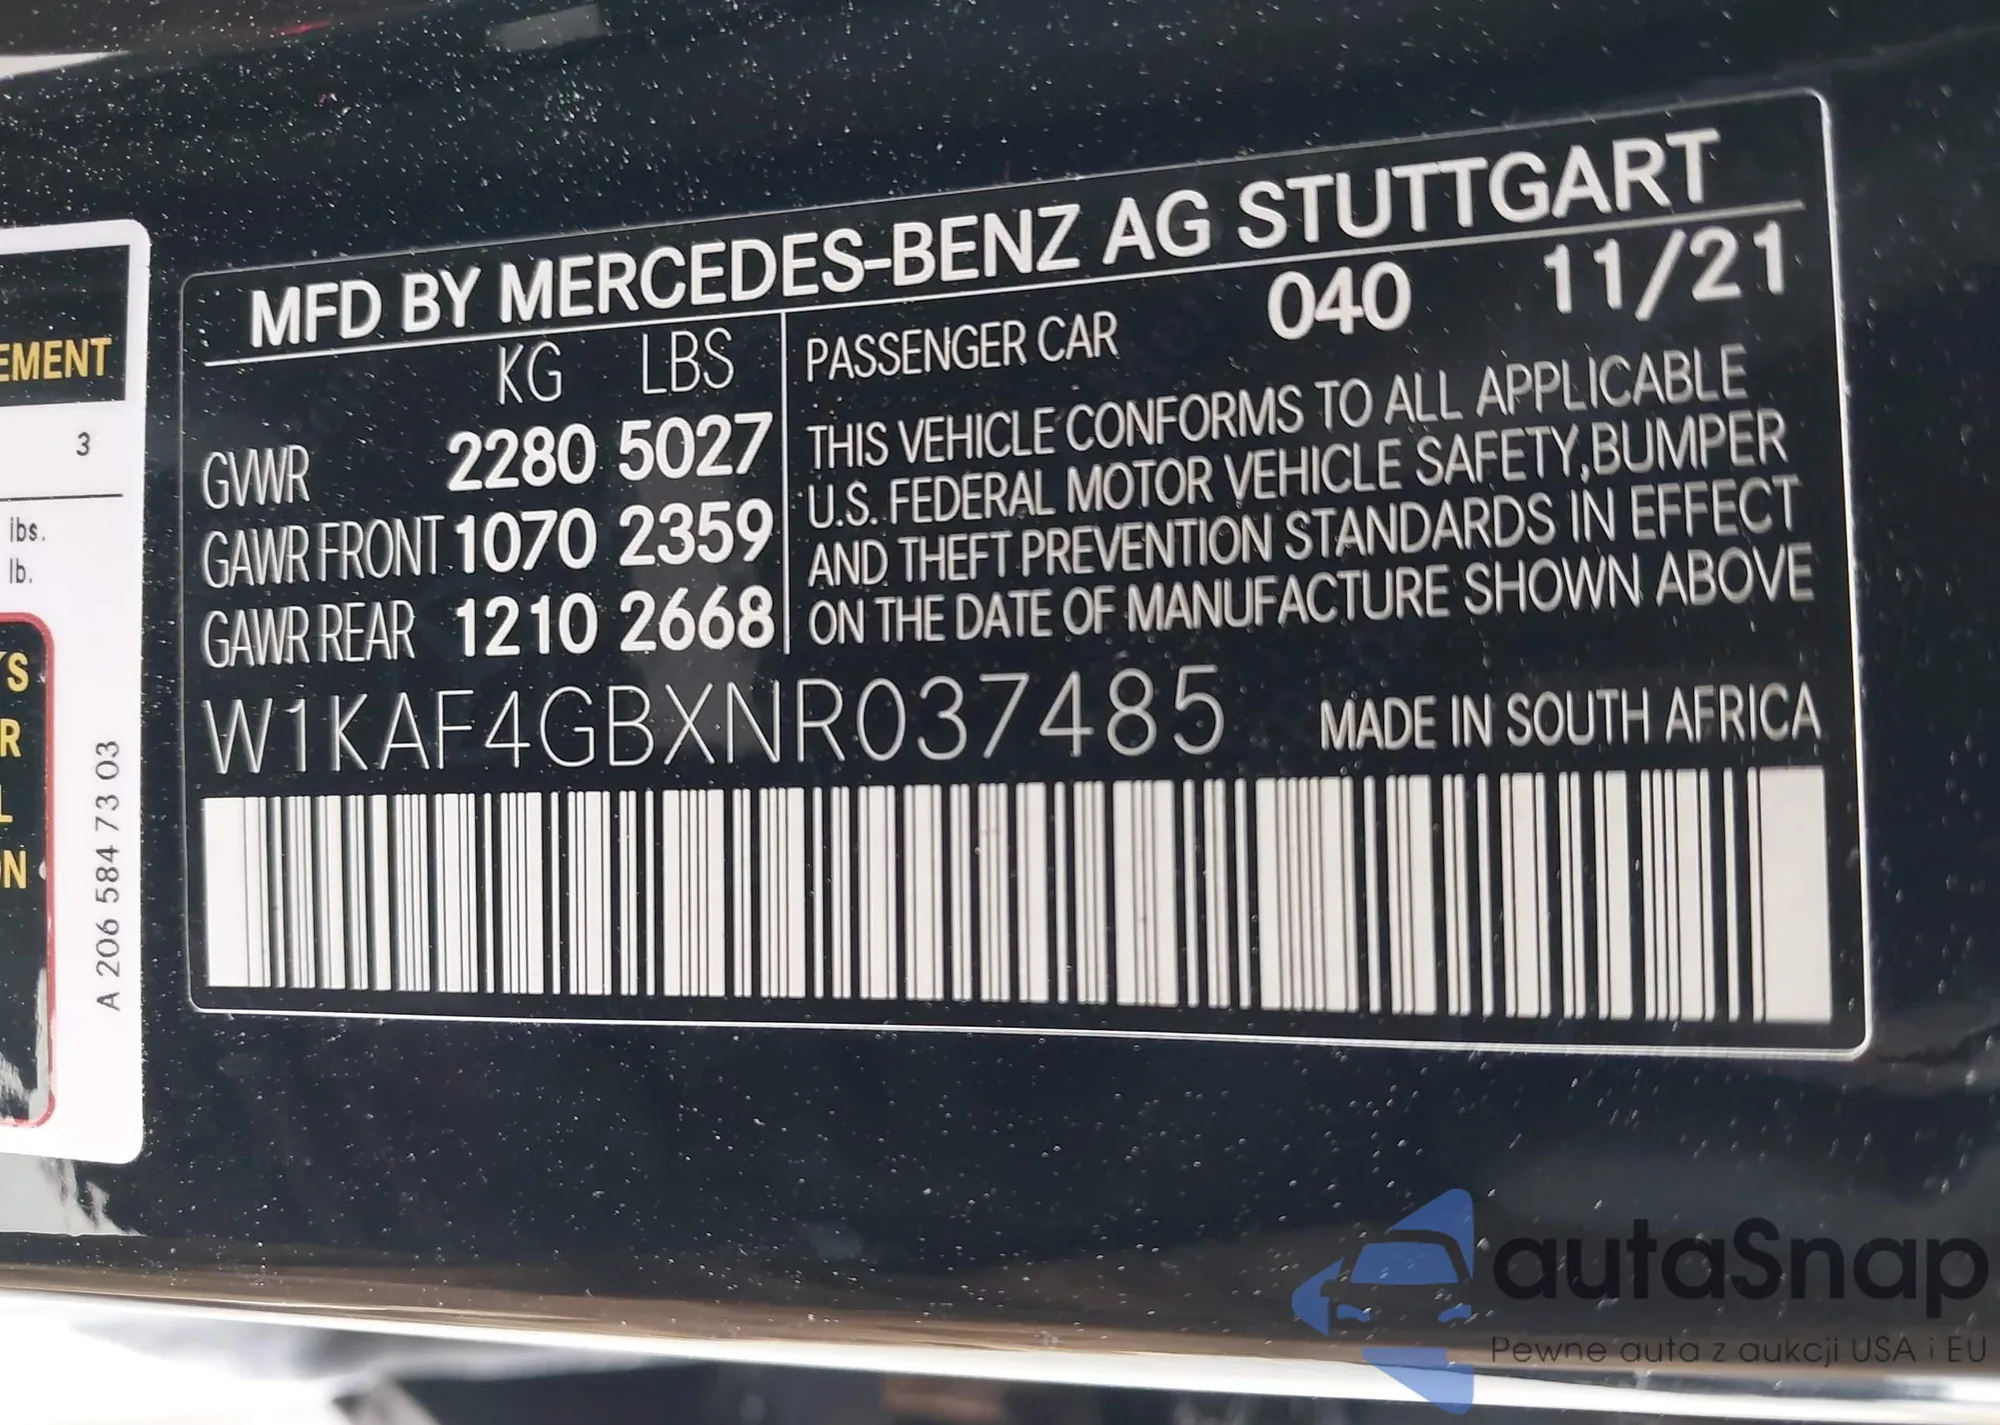 EMENT
3
lbs.
lb.
'S
R
L
ON
A 206 584 73 03
MFD BY MERCEDES-BENZ AG STUTTGART
KG LBS
GVWR 2280 5027
GAWR FRONT 1070 2359
GAWR REAR 1210 2668
PASSENGER CAR 040 11/21
THIS VEHICLE CONFORMS TO ALL APPLICABLE
U.S. FEDERAL MOTOR VEHICLE SAFETY,BUMPER
AND THEFT PREVENTION STANDARDS IN EFFECT
ON THE DATE OF MANUFACTURE SHOWN ABOVE
W1KAF4GBXNR037485 MADE IN SOUTH AFRICA
autaSnap
Pewne auta z aukcji USA i EU